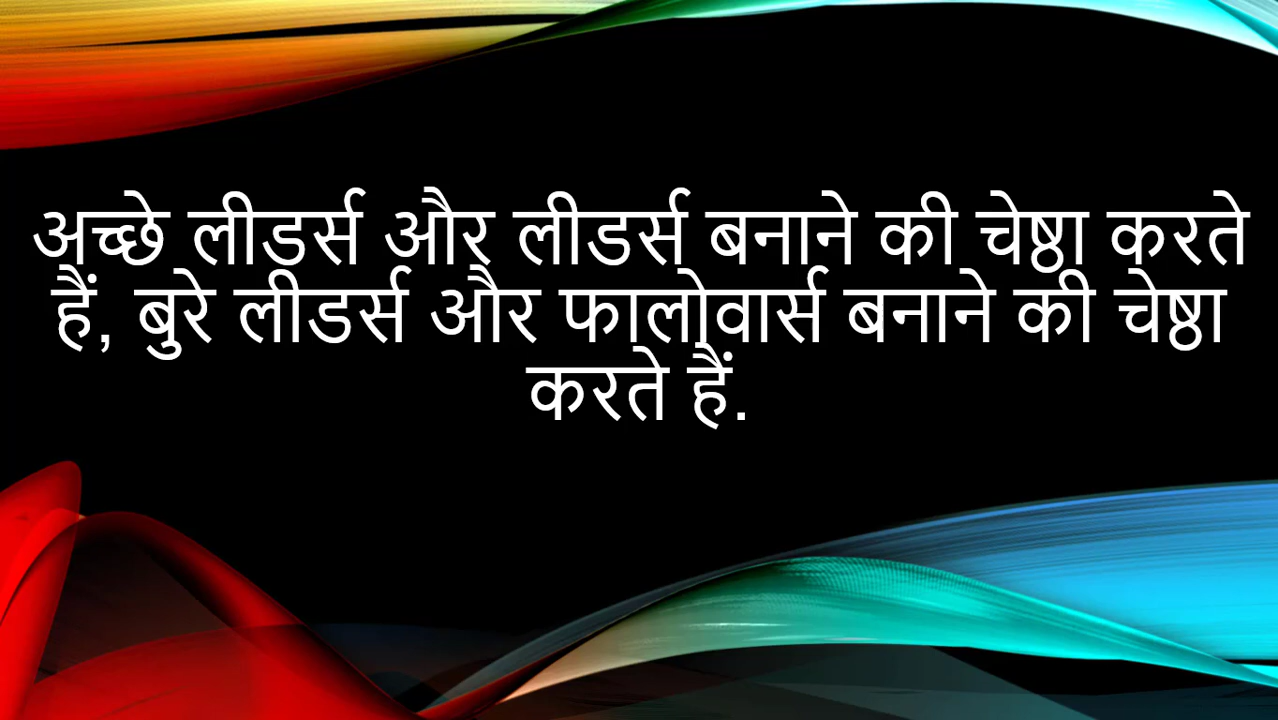 अच्छे लीडर्स और लीडर्स बनाने की चेष्ठा करते
हैं, बुरे लीडर्स और फालोवार्स बनाने की चेष्ठा
करते हैं.